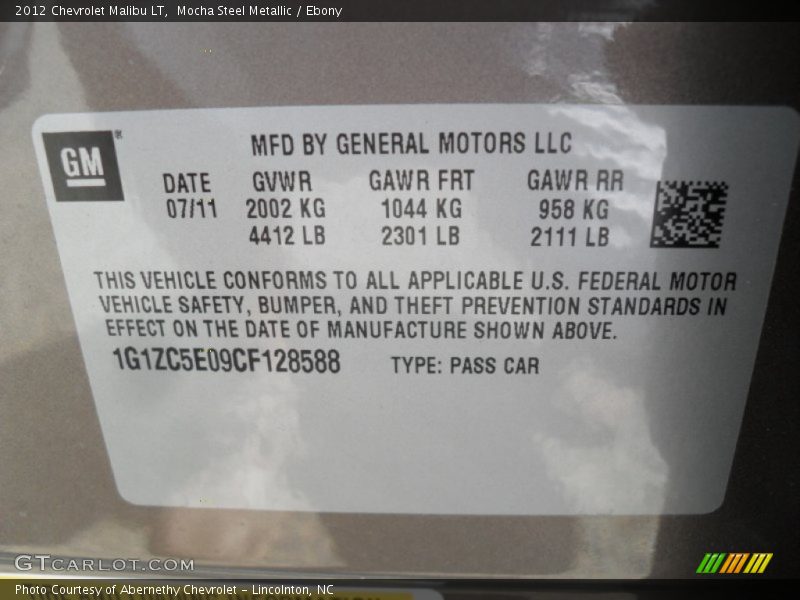 2012 Chevrolet Malibu LT, Mocha Steel Metallic / Ebony
GM®
MFD BY GENERAL MOTORS LLC
DATE GVWR GAWR FRT GAWR RR
07/11 2002 KG 1044 KG 958 KG
4412 LB 2301 LB 2111 LB
THIS VEHICLE CONFORMS TO ALL APPLICABLE U.S. FEDERAL MOTOR
VEHICLE SAFETY, BUMPER, AND THEFT PREVENTION STANDARDS IN
EFFECT ON THE DATE OF MANUFACTURE SHOWN ABOVE.
1G1ZC5E09CF128588 TYPE: PASS CAR
GTCARLOT.COM
Photo Courtesy of Abernethy Chevrolet - Lincolnton, NC